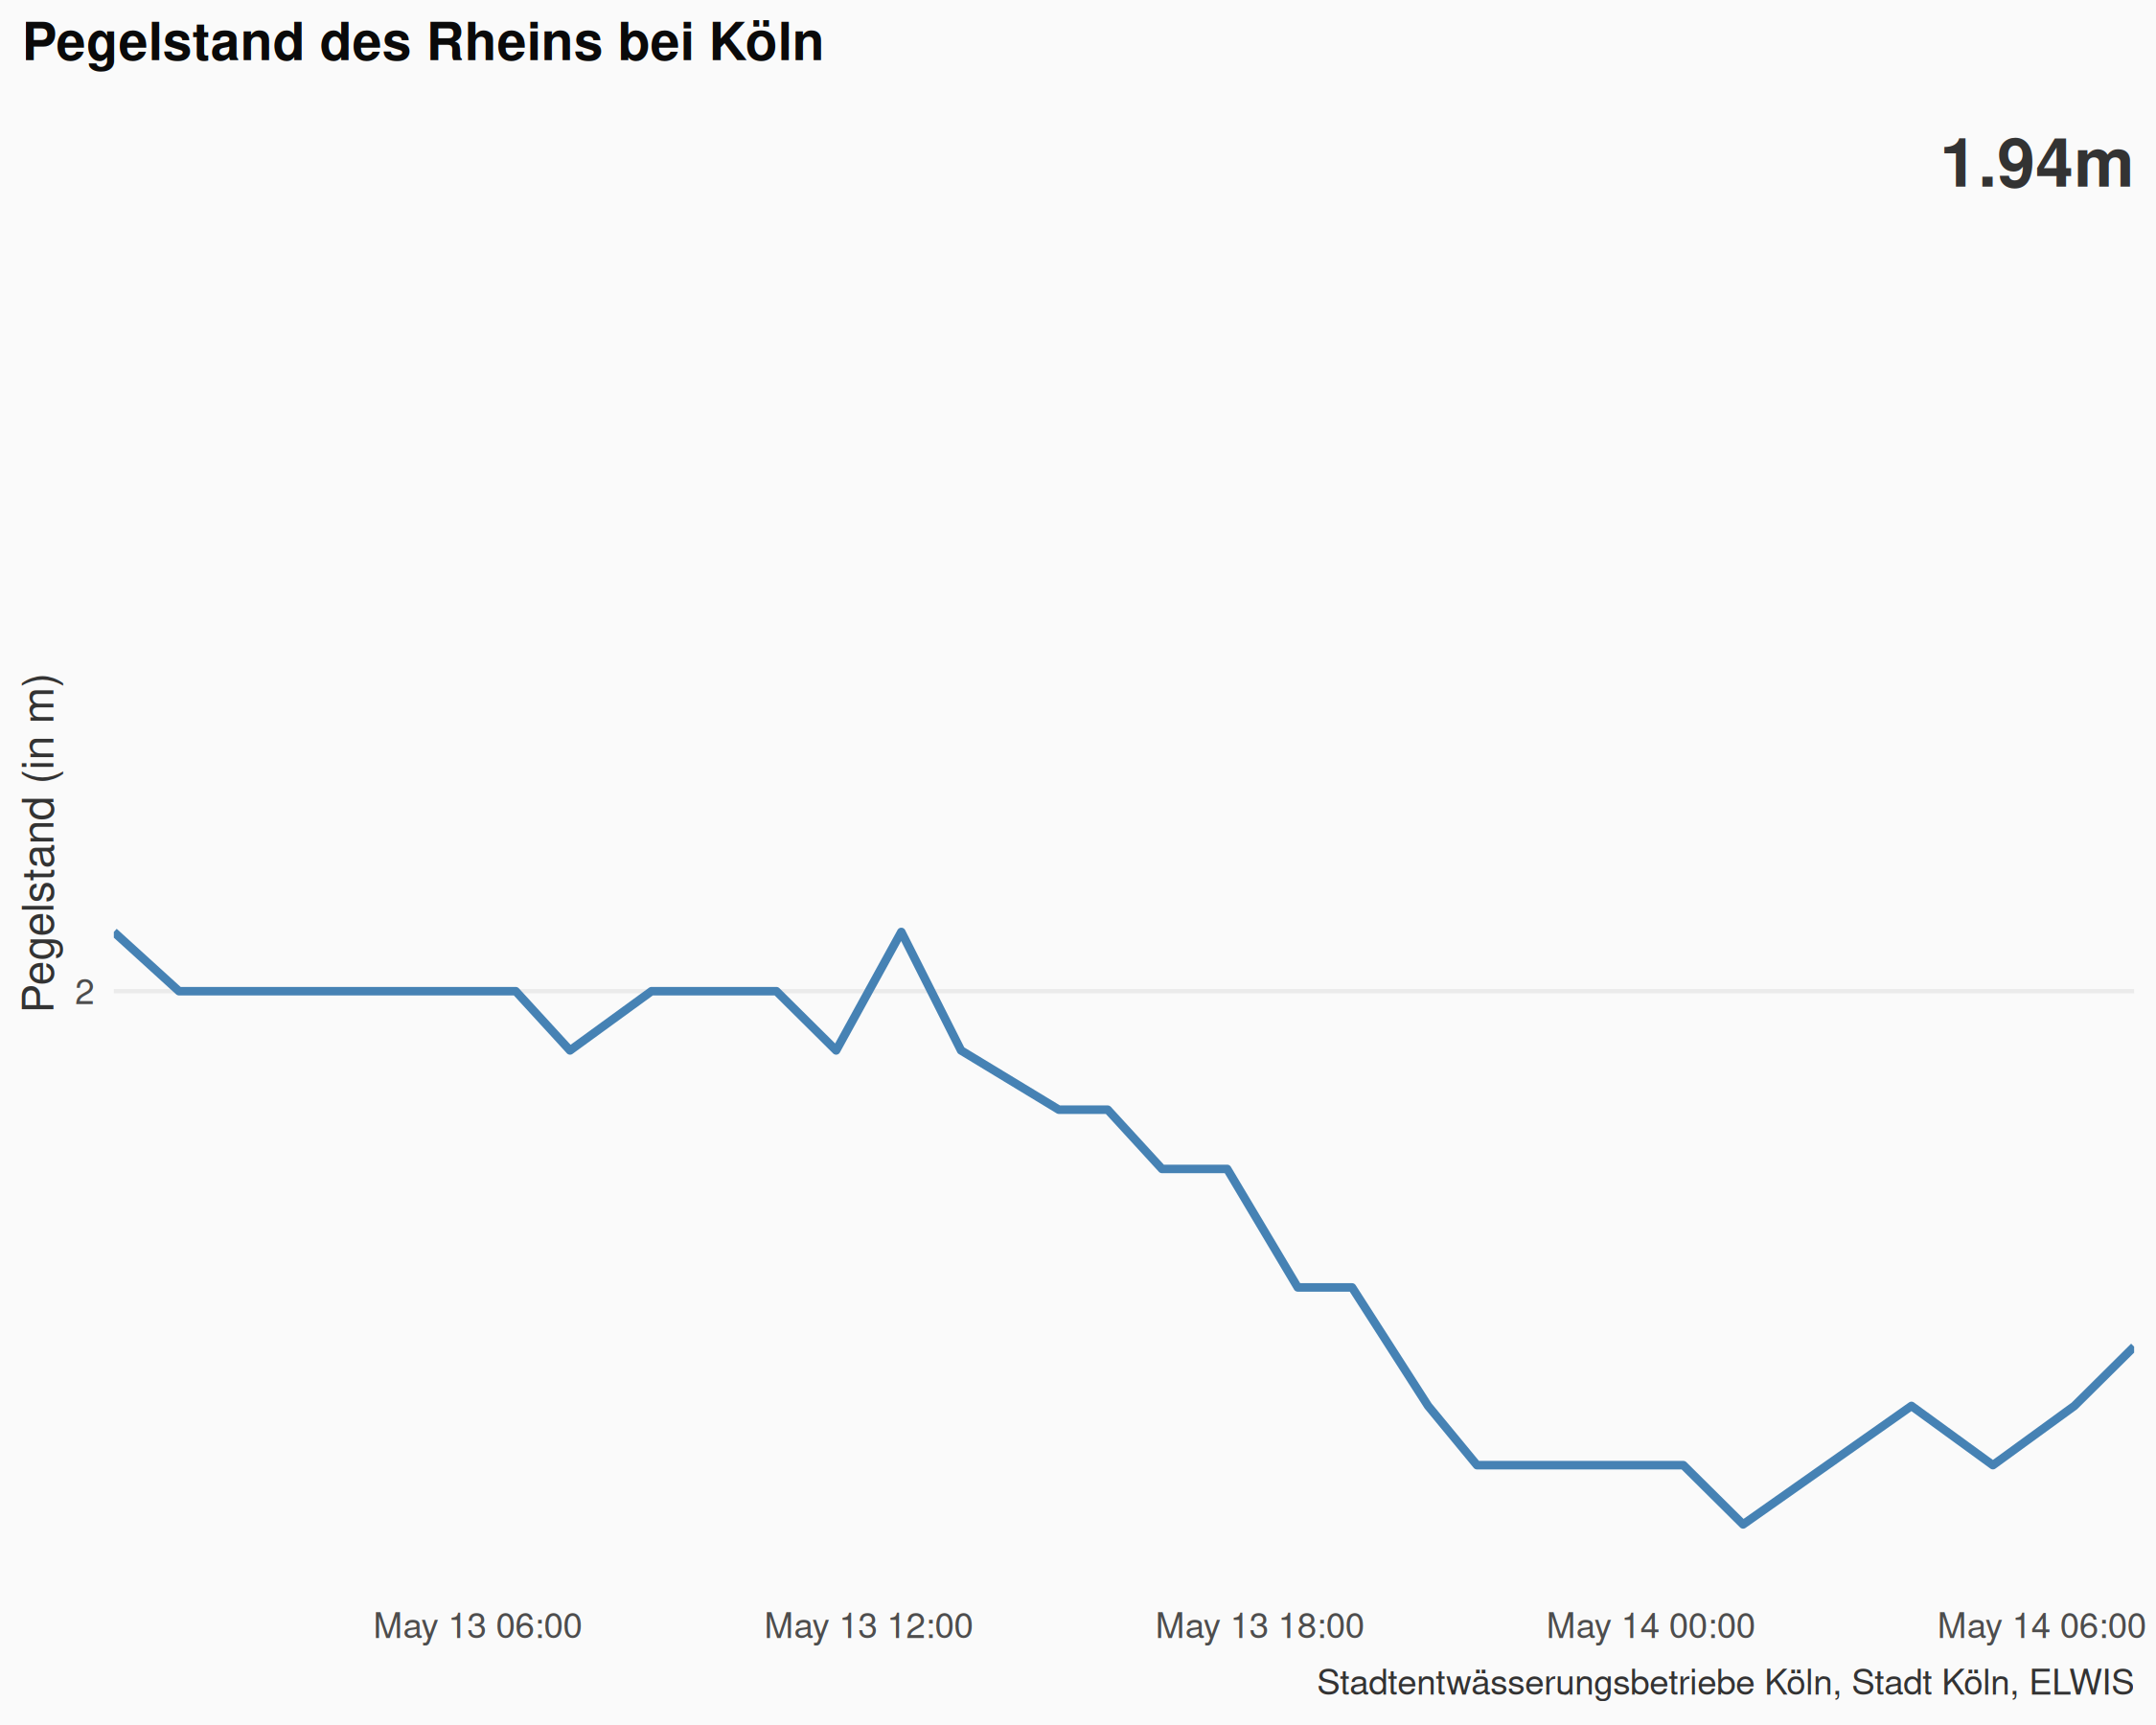 Pegelstand des Rheins bei Köln
1.94m
Pegelstand (in m)
2
May 13 06:00
May 13 12:00
May 13 18:00
May 14 00:00
May 14 06:00
Stadtentwässerungsbetriebe Köln, Stadt Köln, ELWIS